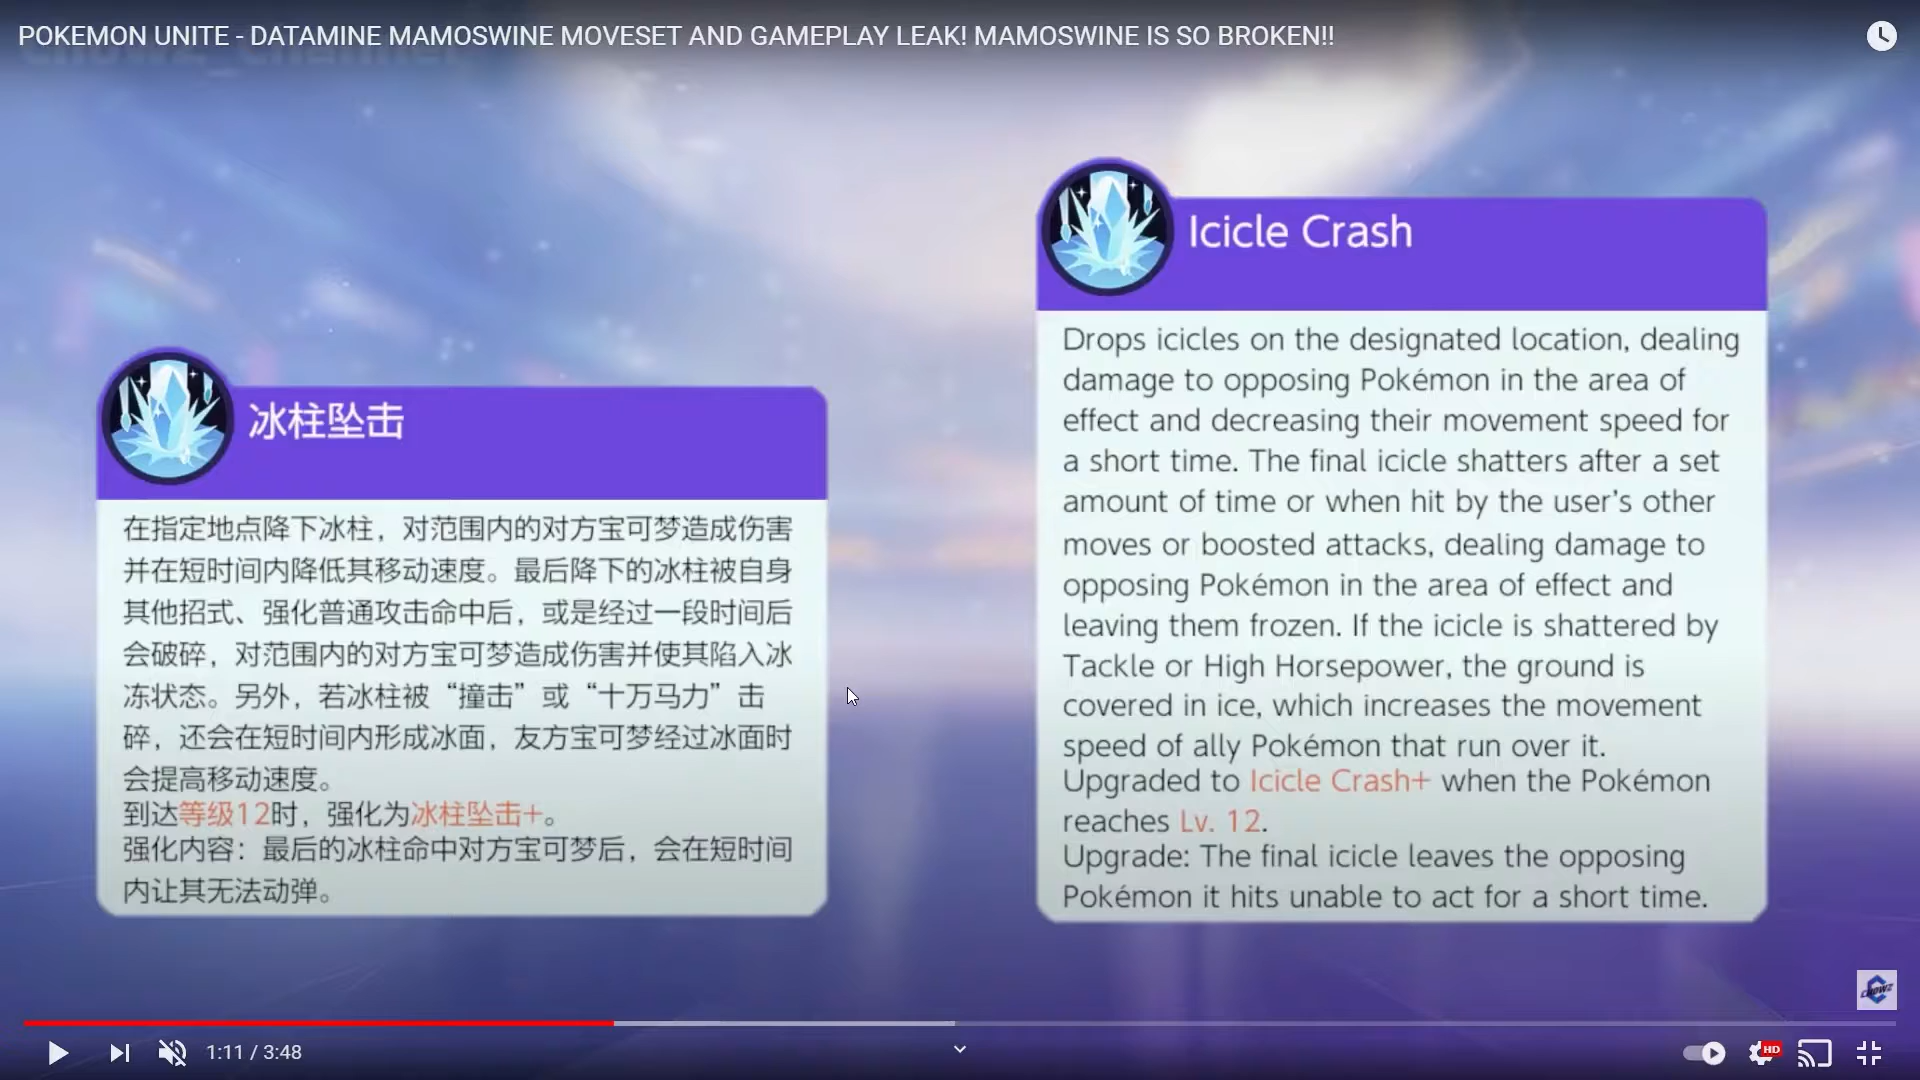 POKEMON UNITE - DATAMINE MAMOSWINE MOVESET AND GAMEPLAY LEAK! MAMOSWINE IS SO BROKEN!!
冰柱坠击
在指定地点降下冰柱，对范围内的对方宝可梦造成伤害
并在短时间内降低其移动速度。最后降下的冰柱被自身
其他招式、强化普通攻击命中后，或是经过一段时间后
会破碎，对范围内的对方宝可梦造成伤害并使其陷入冰
冻状态。另外，若冰柱被“撞击”或“十万马力”击
碎，还会在短时间内形成冰面，友方宝可梦经过冰面时
会提高移动速度。
到达等级12时，强化为冰柱坠击+。
强化内容：最后的冰柱命中对方宝可梦后，会在短时间
内让其无法动弹。
Icicle Crash
Drops icicles on the designated location, dealing
damage to opposing Pokémon in the area of
effect and decreasing their movement speed for
a short time. The final icicle shatters after a set
amount of time or when hit by the user’s other
moves or boosted attacks, dealing damage to
opposing Pokémon in the area of effect and
leaving them frozen. If the icicle is shattered by
Tackle or High Horsepower, the ground is
covered in ice, which increases the movement
speed of ally Pokémon that run over it.
Upgraded to Icicle Crash+ when the Pokémon
reaches Lv. 12.
Upgrade: The final icicle leaves the opposing
Pokémon it hits unable to act for a short time.
CHOWZ
1:11 / 3:48
HD